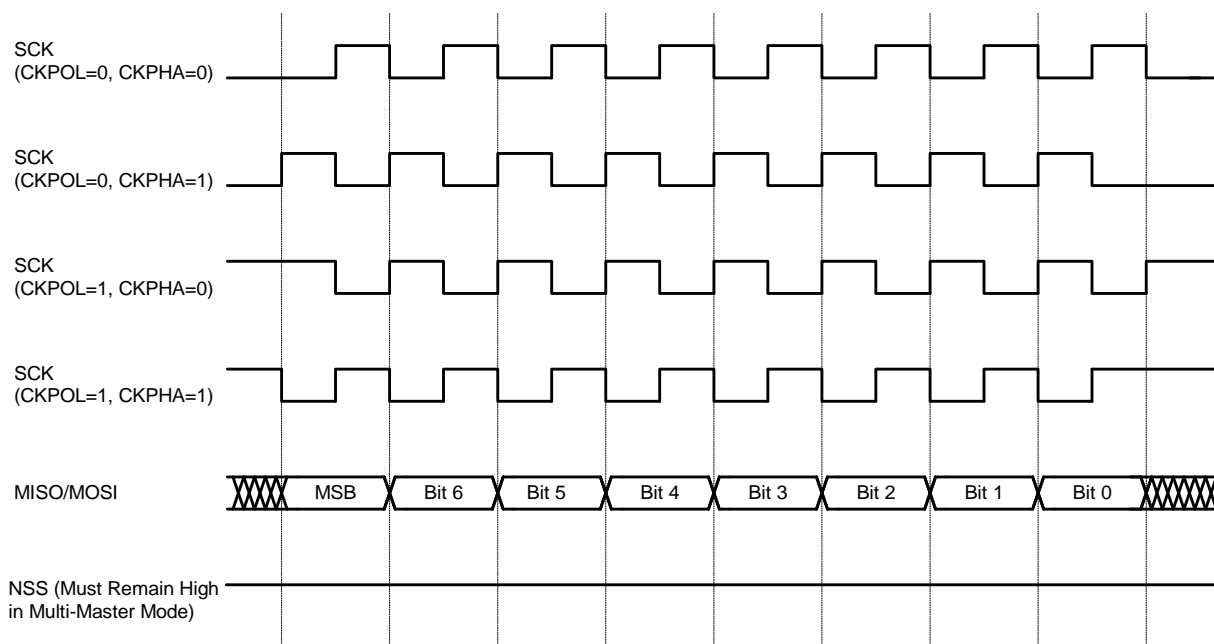 SCK
(CKPOL=0, CKPHA=0)
SCK
(CKPOL=0, CKPHA=1)
SCK
(CKPOL=1, CKPHA=0)
SCK
(CKPOL=1, CKPHA=1)
MISO/MOSI MSB Bit 6 Bit 5 Bit 4 Bit 3 Bit 2 Bit 1 Bit 0
NSS (Must Remain High
in Multi-Master Mode)